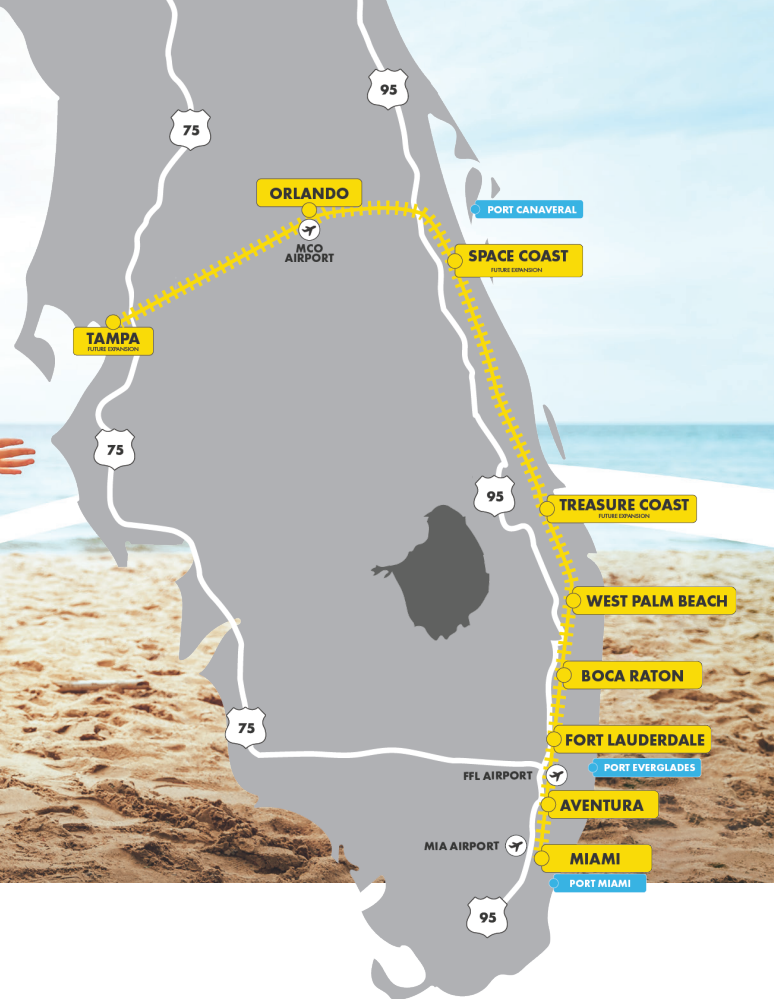 95
75
ORLANDO
PORT CANAVERAL
MCO
AIRPORT
SPACE COAST
FUTURE EXPANSION
TAMPA
FUTURE EXPANSION
75
95
TREASURE COAST
FUTURE EXPANSION
WEST PALM BEACH
BOCA RATON
75
FORT LAUDERDALE
PORT EVERGLADES
FFL AIRPORT
AVENTURA
MIA AIRPORT
MIAMI
PORT MIAMI
95